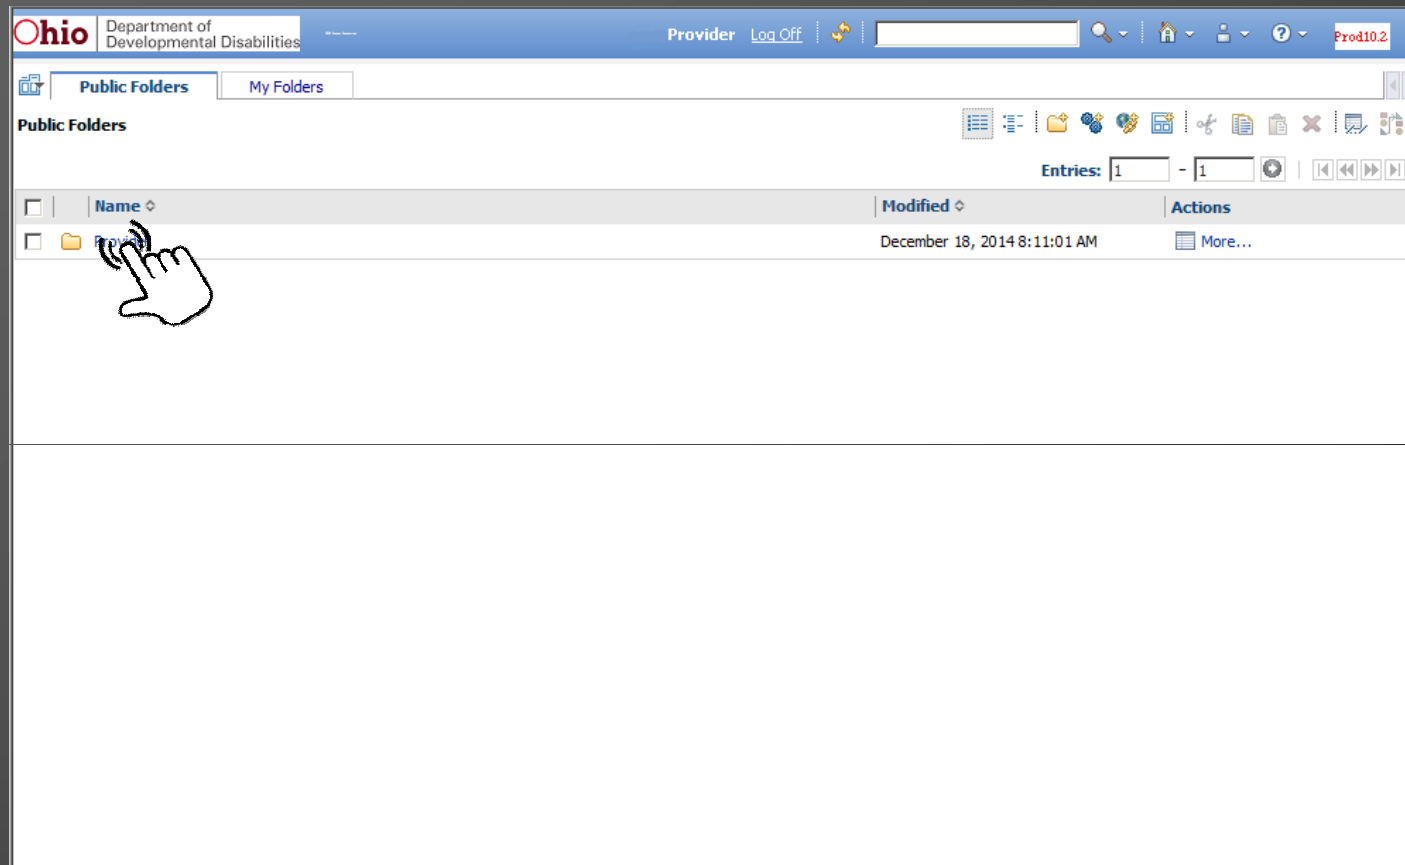 Ohio Department of Developmental Disabilities
Provider Log Off
Prod10.2
Public Folders My Folders
Public Folders
Entries: 1 - 1
Name Modified Actions
December 18, 2014 8:11:01 AM More...